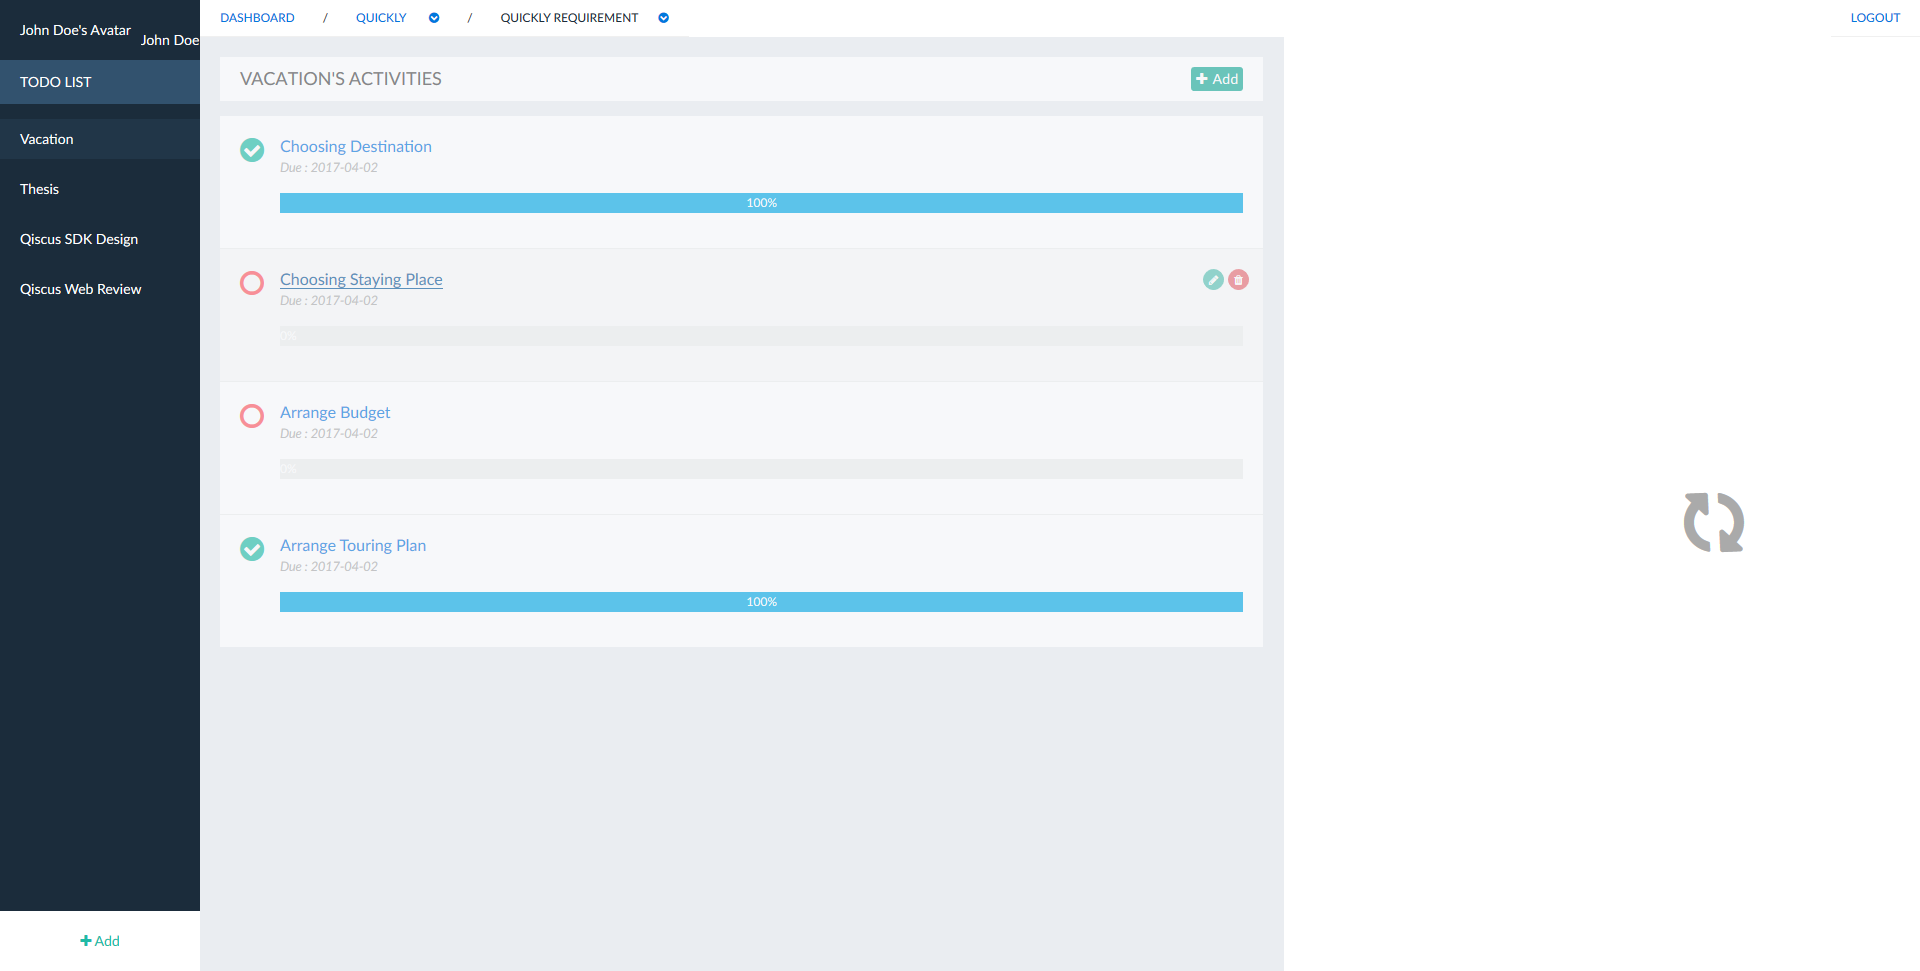 John Doe's Avatar
John Doe
DASHBOARD / QUICKLY / QUICKLY REQUIREMENT
LOGOUT
TODO LIST
Vacation
Thesis
Qiscus SDK Design
Qiscus Web Review
Add
VACATION'S ACTIVITIES
Add
Choosing Destination
Due : 2017-04-02
100%
Choosing Staying Place
Due : 2017-04-02
0%
Arrange Budget
Due : 2017-04-02
0%
Arrange Touring Plan
Due : 2017-04-02
100%